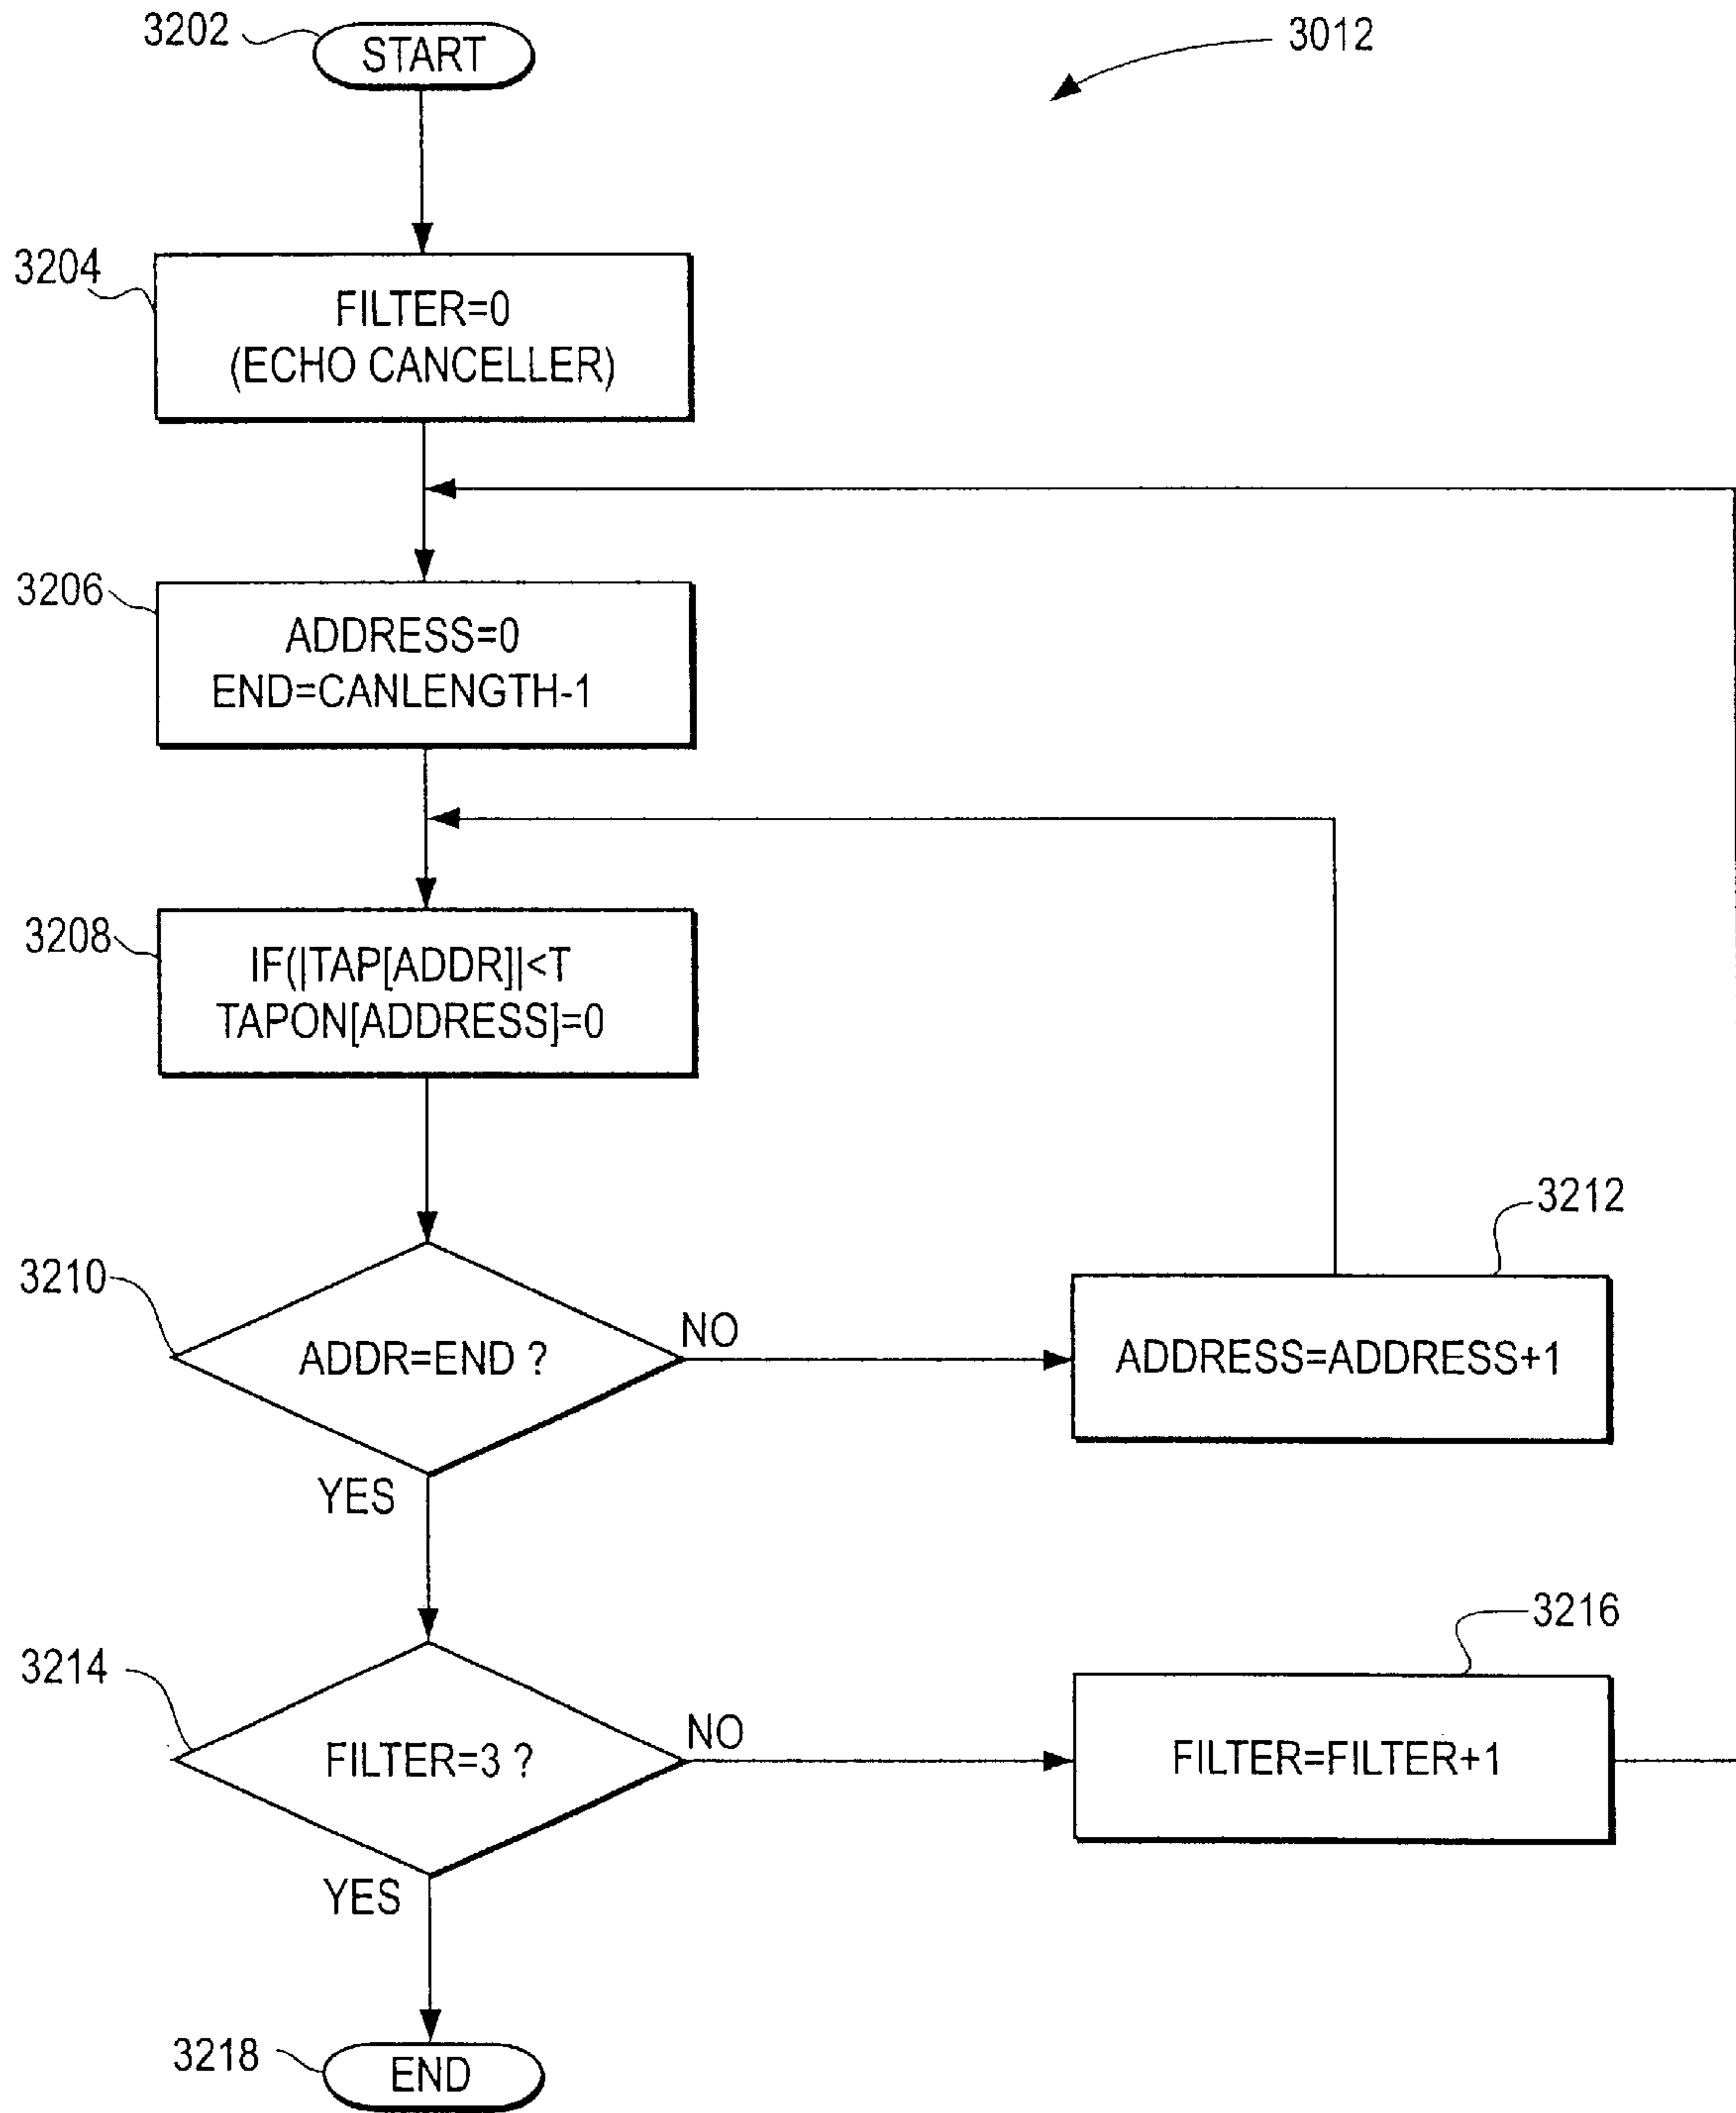 3202
START
3012
3204
FILTER=0
(ECHO CANCELLER)
3206
ADDRESS=0
END=CANLENGTH-1
3208
IF(|TAP[ADDR]|<T
TAPON[ADDRESS]=0
3212
3210
ADDR=END ?
NO
ADDRESS=ADDRESS+1
YES
3216
3214
FILTER=3 ?
NO
FILTER=FILTER+1
YES
3218
END